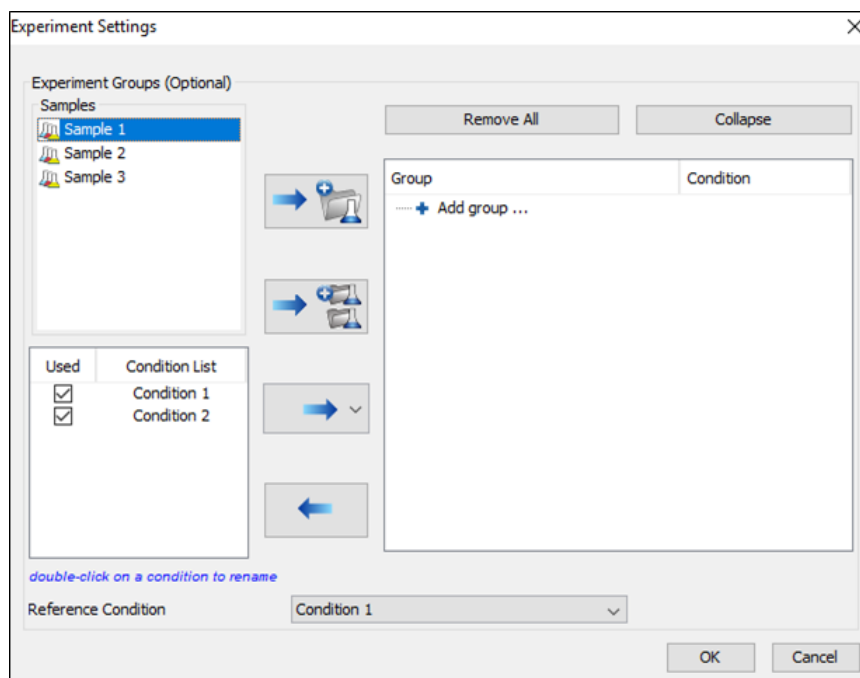 Experiment Settings
Experiment Groups (Optional)
Samples
Sample 1
Sample 2
Sample 3
Remove All
Collapse
Group
Condition
Add group ...
Used
Condition List
Condition 1
Condition 2
double-click on a condition to rename
Reference Condition
Condition 1
OK
Cancel